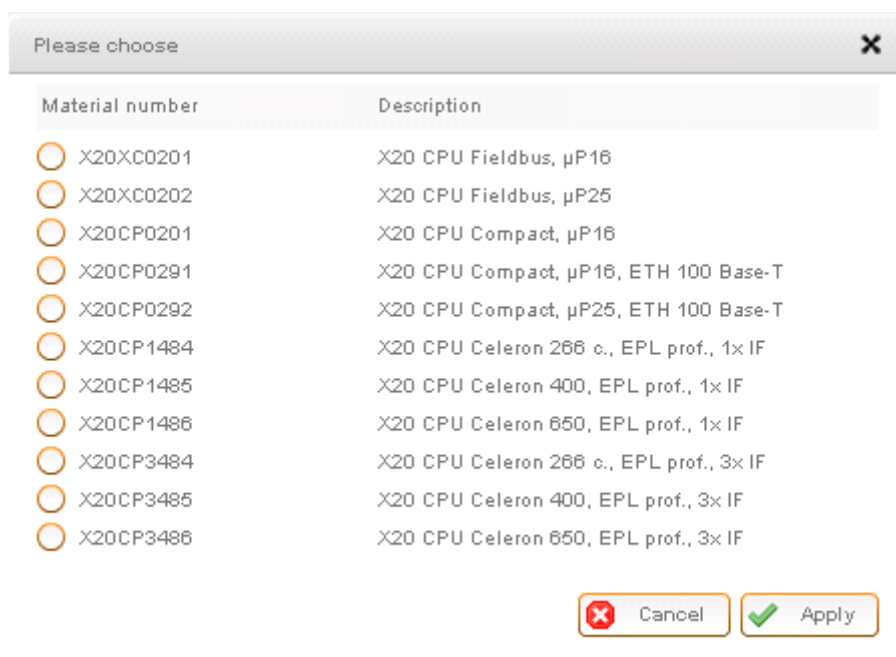 Please choose
Material number Description
X20XC0201 X20 CPU Fieldbus, µP16
X20XC0202 X20 CPU Fieldbus, µP25
X20CP0201 X20 CPU Compact, µP16
X20CP0291 X20 CPU Compact, µP16, ETH 100 Base-T
X20CP0292 X20 CPU Compact, µP25, ETH 100 Base-T
X20CP1484 X20 CPU Celeron 266 c., EPL prof., 1x IF
X20CP1485 X20 CPU Celeron 400, EPL prof., 1x IF
X20CP1486 X20 CPU Celeron 650, EPL prof., 1x IF
X20CP3484 X20 CPU Celeron 266 c., EPL prof., 3x IF
X20CP3485 X20 CPU Celeron 400, EPL prof., 3x IF
X20CP3486 X20 CPU Celeron 650, EPL prof., 3x IF
Cancel Apply